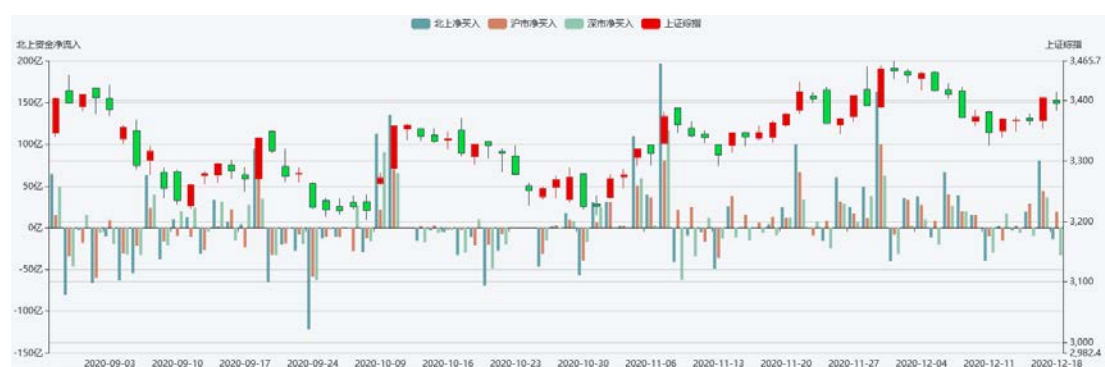 北上净买入 沪市净买入 深市净买入 上证综指
北上资金净流入 上证综指
200亿 3,465.7
150亿 3,400
100亿 3,300
50亿
0亿 3,200
-50亿 3,100
-100亿
-150亿 3,000
2,982.4
2020-09-03 2020-09-10 2020-09-17 2020-09-24 2020-10-09 2020-10-16 2020-10-23 2020-10-30 2020-11-06 2020-11-13 2020-11-20 2020-11-27 2020-12-04 2020-12-11 2020-12-18